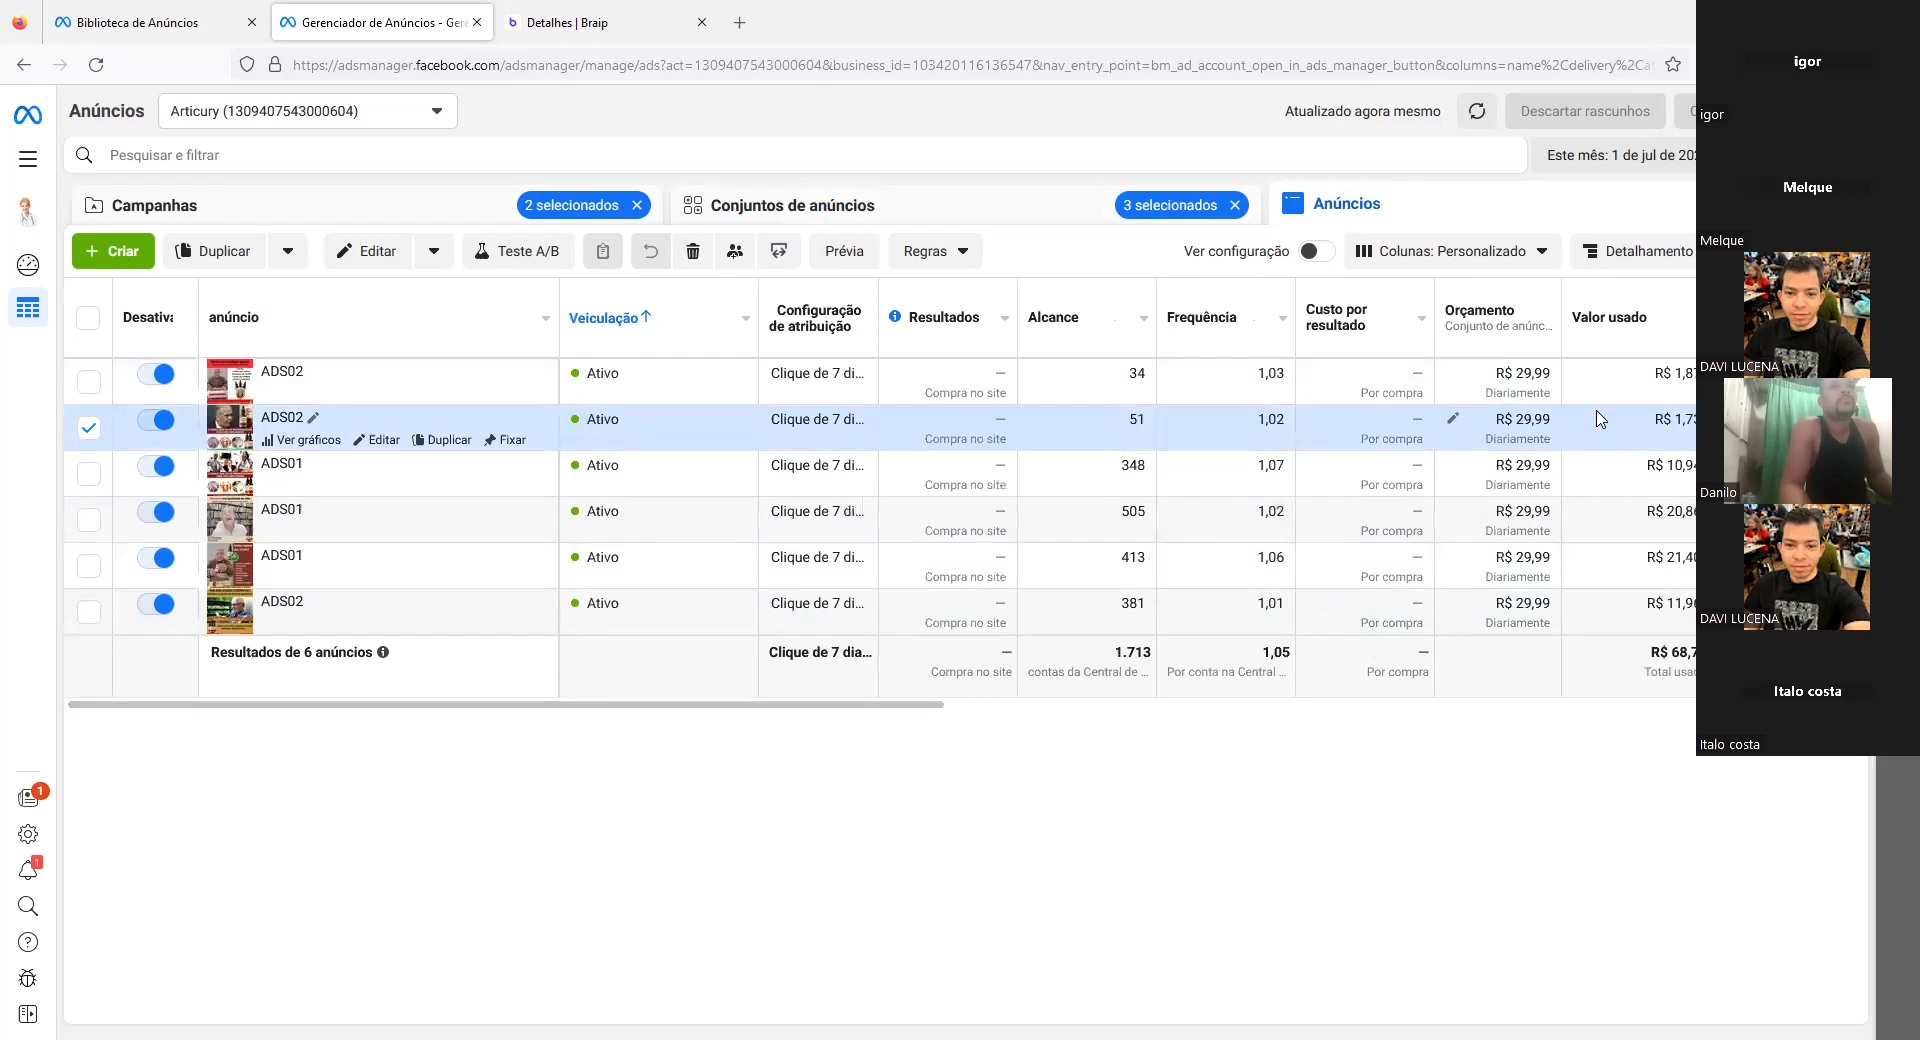 Biblioteca de Anúncios
Gerenciador de Anúncios - Ger
Detalhes | Braip
https://adsmanager.facebook.com/adsmanager/manage/ads?act=1309407543000604&business_id=103420116136547&nav_entry_point=bm_ad_account_open_in_ads_manager_button&columns=name%2Cdelivery%2Ca
Anúncios
Articury (1309407543000604)
Atualizado agora mesmo
Descartar rascunhos
Pesquisar e filtrar
Este mês: 1 de jul de 20
Campanhas
2 selecionados
Conjuntos de anúncios
3 selecionados
Anúncios
+ Criar
Duplicar
Editar
Teste A/B
Prévia
Regras
Ver configuração
Colunas: Personalizado
Detalhamento
Desativa
anúncio
Veiculação↑
Configuração
de atribuição
Resultados
Alcance
Frequência
Custo por
resultado
Orçamento
Conjunto de anúnc...
Valor usado
ADS02
Ativo
Clique de 7 di...
—
Compra no site
34
1,03
—
Por compra
R$ 29,99
Diariamente
R$ 1,8
ADS02
Ver gráficos
Editar
Duplicar
Fixar
Ativo
Clique de 7 di...
—
Compra no site
51
1,02
—
Por compra
R$ 29,99
Diariamente
R$ 1,7
ADS01
Ativo
Clique de 7 di...
—
Compra no site
348
1,07
—
Por compra
R$ 29,99
Diariamente
R$ 10,9
ADS01
Ativo
Clique de 7 di...
—
Compra no site
505
1,02
—
Por compra
R$ 29,99
Diariamente
R$ 20,8
ADS01
Ativo
Clique de 7 di...
—
Compra no site
413
1,06
—
Por compra
R$ 29,99
Diariamente
R$ 21,4
ADS02
Ativo
Clique de 7 di...
—
Compra no site
381
1,01
—
Por compra
R$ 29,99
Diariamente
R$ 11,9
Resultados de 6 anúncios
Clique de 7 dia...
—
Compra no site
1.713
contas da Central de ...
1,05
Por conta na Central ...
—
Por compra
R$ 68,7
Total usad
1
1
igor
igor
Melque
Melque
DAVI LUCENA
Danilo
DAVI LUCENA
Italo costa
Italo costa